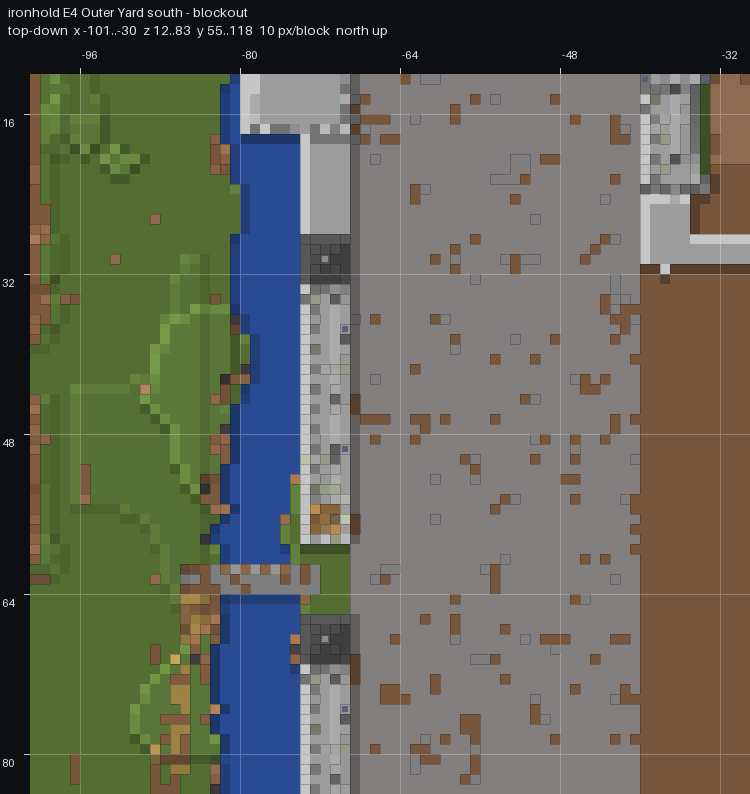 ironhold E4 Outer Yard south - blockout
top-down x -101..-30 z 12..83 y 55..118 10 px/block north up
-96 -80 -64 -48 -32
16
32
48
64
80